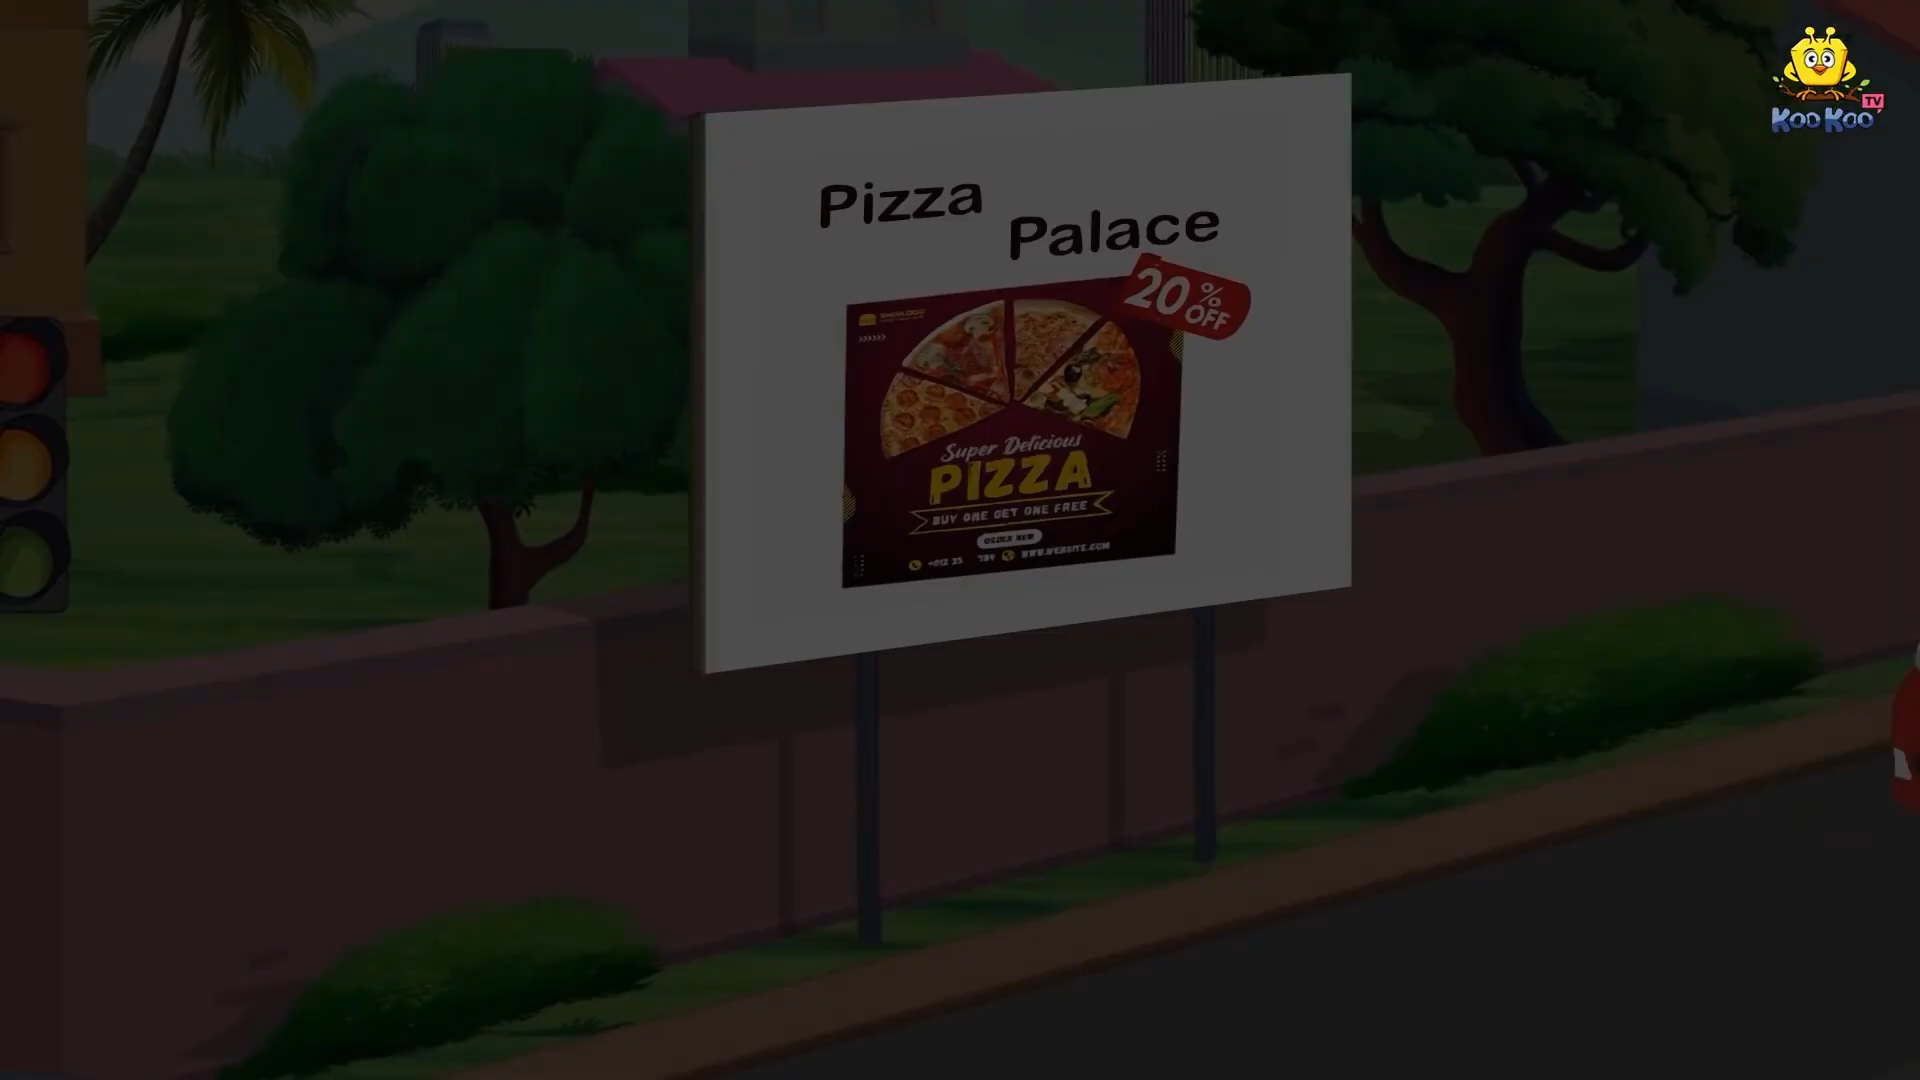 Pizza
Palace
20% OFF
Super Delicious
PIZZA
BUY ONE GET ONE FREE
ORDER NOW
WWW.WEBSITE.COM
Koo Koo TV